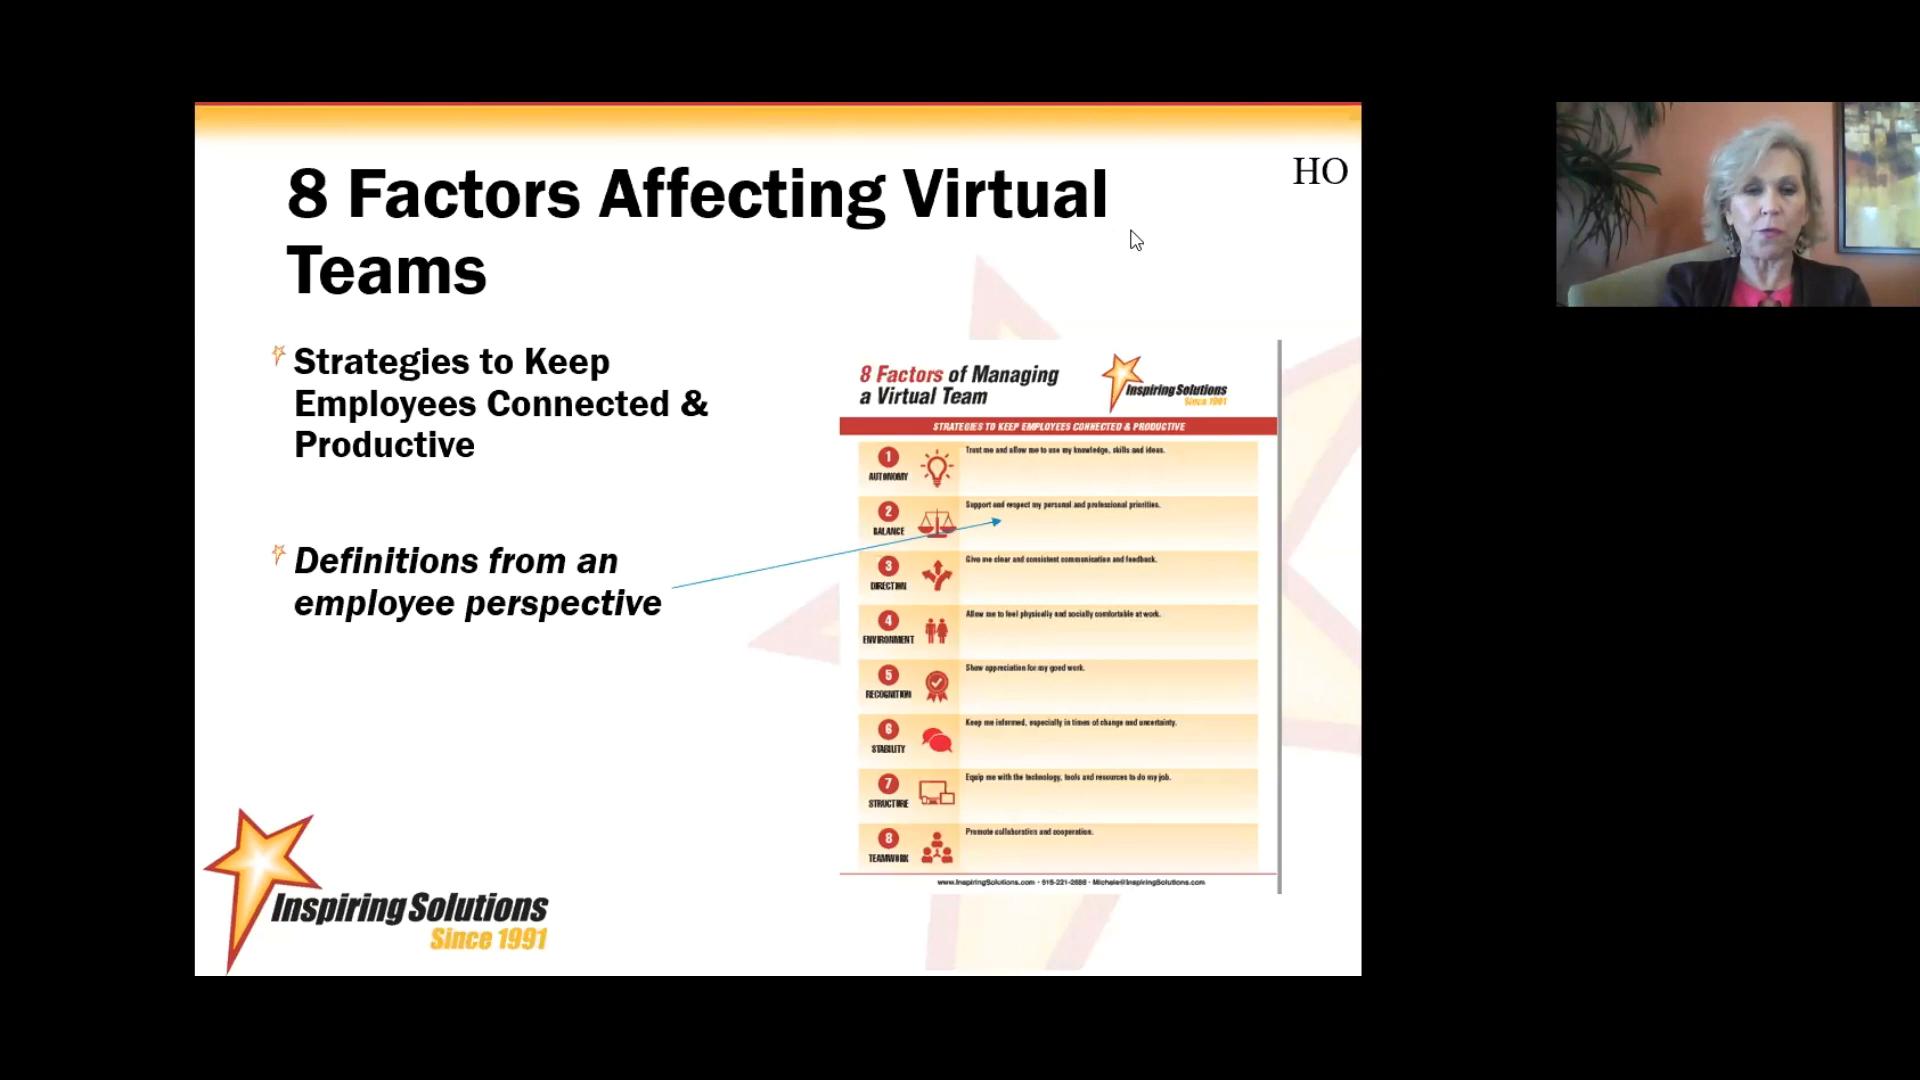 HO
8 Factors Affecting Virtual
Teams
Strategies to Keep
Employees Connected &
Productive
Definitions from an
employee perspective
8 Factors of Managing
a Virtual Team
Inspiring Solutions
Since 1991
STRATEGIES TO KEEP EMPLOYEES CONNECTED & PRODUCTIVE
1
AUTONOMY
Trust me and allow me to use my knowledge, skills and ideas.
2
BALANCE
Support and respect my personal and professional priorities.
3
DIRECTION
Give me clear and consistent communication and feedback.
4
ENVIRONMENT
Allow me to feel physically and socially comfortable at work.
5
RECOGNITION
Show appreciation for my good work.
6
STABILITY
Keep me informed, especially in times of change and uncertainty.
7
STRUCTURE
Equip me with the technology, tools and resources to do my job.
8
TEAMWORK
Promote collaboration and cooperation.
www.InspiringSolutions.com • Michele@InspiringSolutions.com
Inspiring Solutions
Since 1991